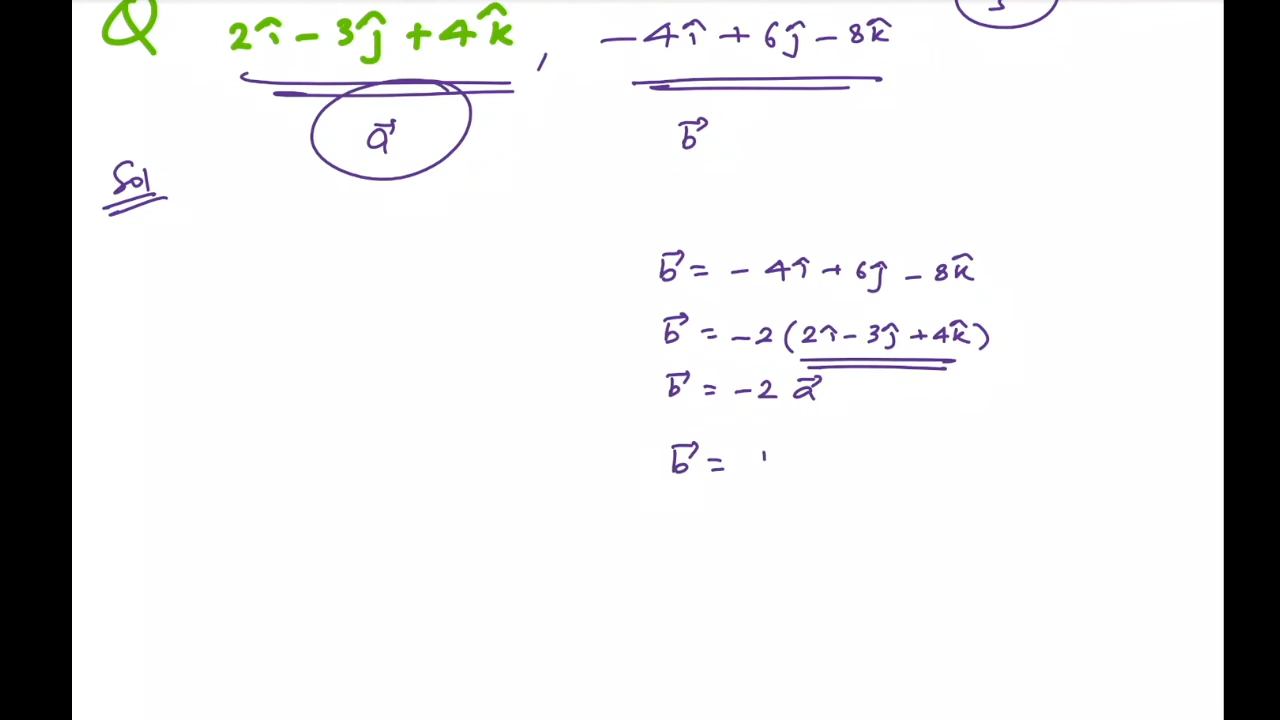 Q 2î - 3ĵ + 4k̂ , -4î + 6ĵ - 8k̂
a⃗ b⃗
Sol
b⃗ = - 4î + 6ĵ - 8k̂
b⃗ = -2 (2î - 3ĵ + 4k̂)
b⃗ = -2 a⃗
b⃗ =